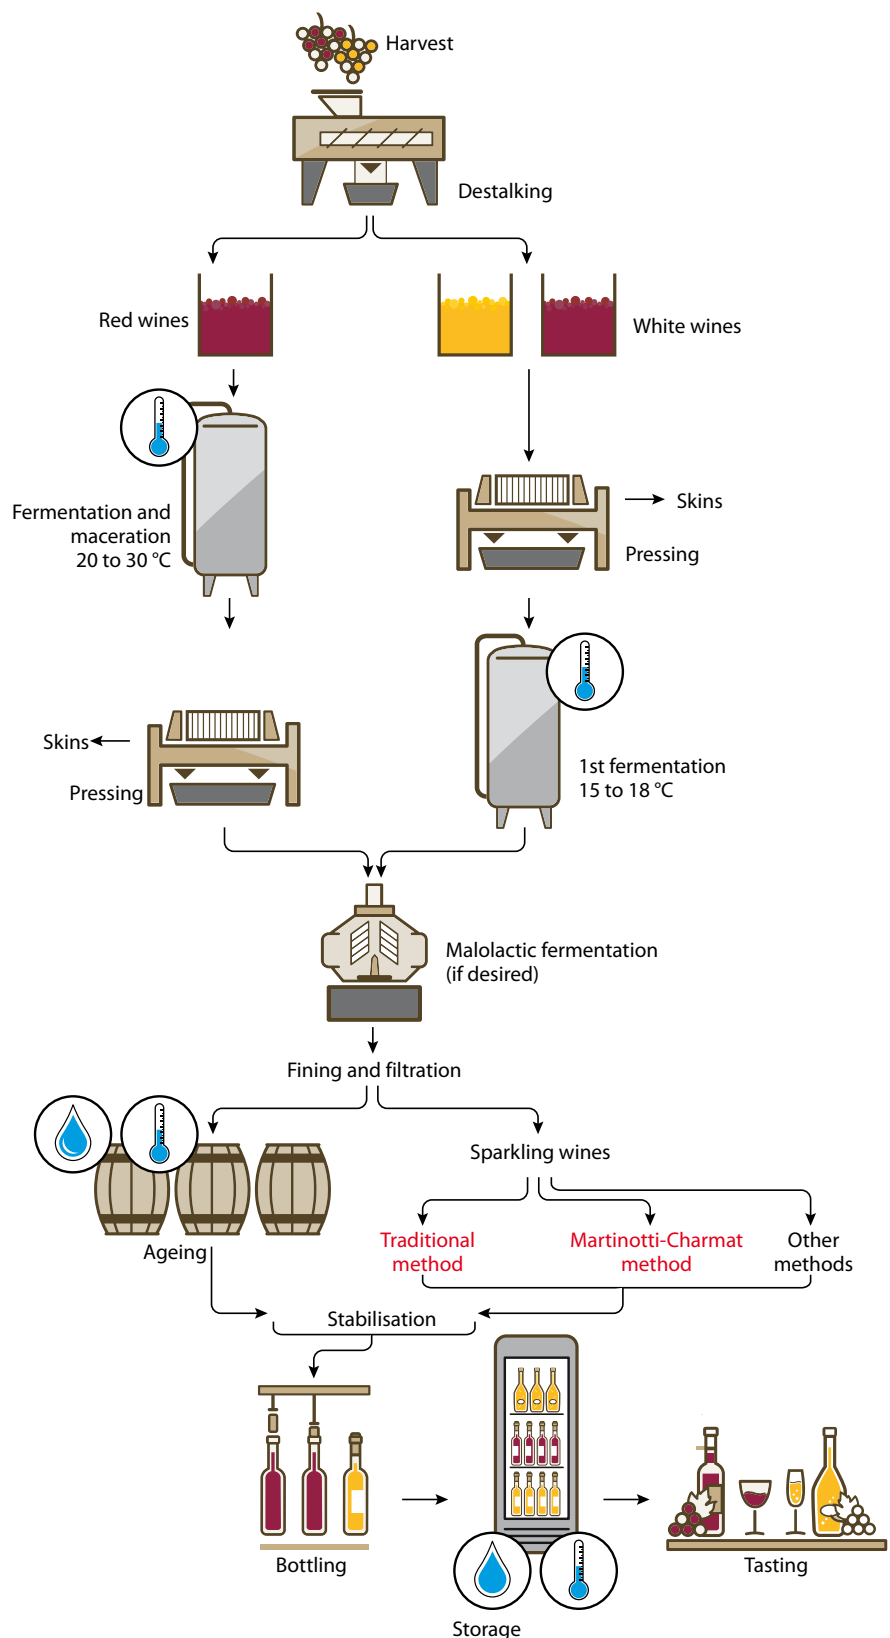 Harvest
Destalking
Red wines
White wines
Fermentation and
maceration
20 to 30 °C
Skins
Pressing
Skins
Pressing
1st fermentation
15 to 18 °C
Malolactic fermentation
(if desired)
Fining and filtration
Sparkling wines
Ageing
Traditional
method
Martinotti-Charmat
method
Other
methods
Stabilisation
Bottling
Storage
Tasting